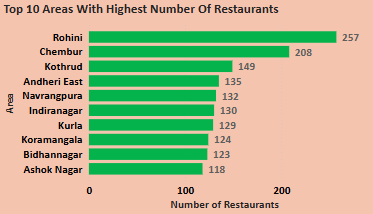 Top 10 Areas With Highest Number Of Restaurants
Area
Rohini 257
Chembur 208
Kothrud 149
Andheri East 135
Navrangpura 132
Indiranagar 130
Kurla 129
Koramangala 124
Bidhannagar 123
Ashok Nagar 118
0 100 200
Number of Restaurants